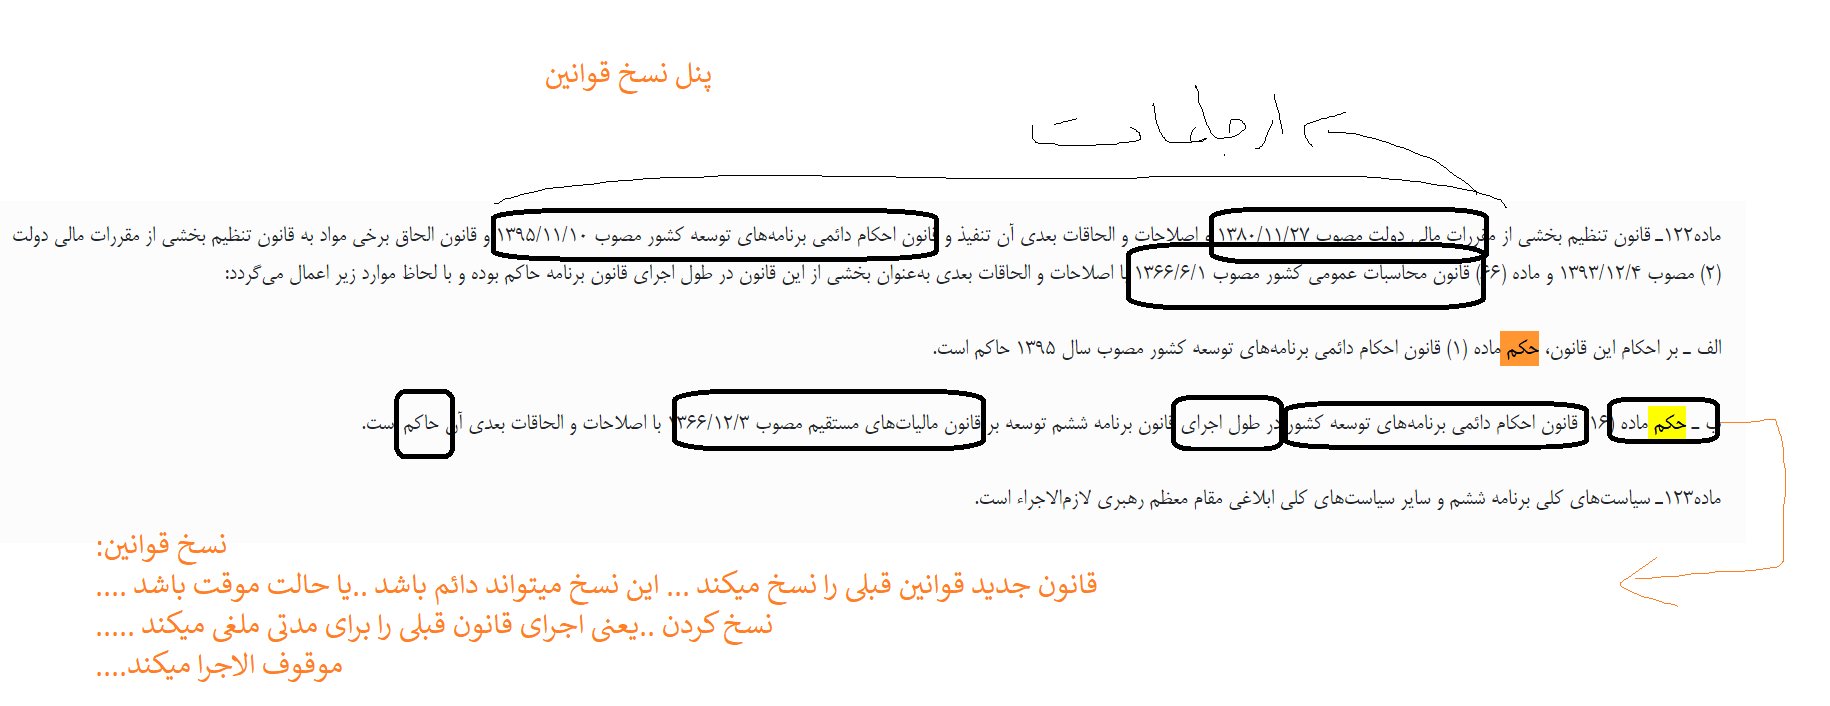 پنل نسخ قوانین
ارجاعات
ماده۱۲۲ـ قانون تنظیم بخشی از مقررات مالی دولت مصوب ۱۳۸۰/۱۱/۲۷ و اصلاحات و الحاقات بعدی آن تنفیذ و قانون احکام دائمی برنامه‌های توسعه کشور مصوب ۱۳۹۵/۱۱/۱۰ و قانون الحاق برخی مواد به قانون تنظیم بخشی از مقررات مالی دولت
(۲) مصوب ۱۳۹۳/۱۲/۴ و ماده (۶۶) قانون محاسبات عمومی کشور مصوب ۱۳۶۶/۶/۱ با اصلاحات و الحاقات بعدی به‌عنوان بخشی از این قانون در طول اجرای قانون برنامه حاکم بوده و با لحاظ موارد زیر اعمال می‌گردد:
الف ـ بر احکام این قانون، حکم ماده (۱) قانون احکام دائمی برنامه‌های توسعه کشور مصوب سال ۱۳۹۵ حاکم است.
ب ـ حکم ماده (۱۶) قانون احکام دائمی برنامه‌های توسعه کشور در طول اجرای قانون برنامه ششم توسعه بر قانون مالیات‌های مستقیم مصوب ۱۳۶۶/۱۲/۳ با اصلاحات و الحاقات بعدی آن حاکم است.
ماده۱۲۳ـ سیاست‌های کلی برنامه ششم و سایر سیاست‌های کلی ابلاغی مقام معظم رهبری لازم‌الاجراء است.
نسخ قوانین:
قانون جدید قوانین قبلی را نسخ میکند ... این نسخ میتواند دائم باشد ..یا حالت موقت باشد ....
نسخ کردن ..یعنی اجرای قانون قبلی را برای مدتی ملغی میکند .....
موقوف الاجرا میکند....